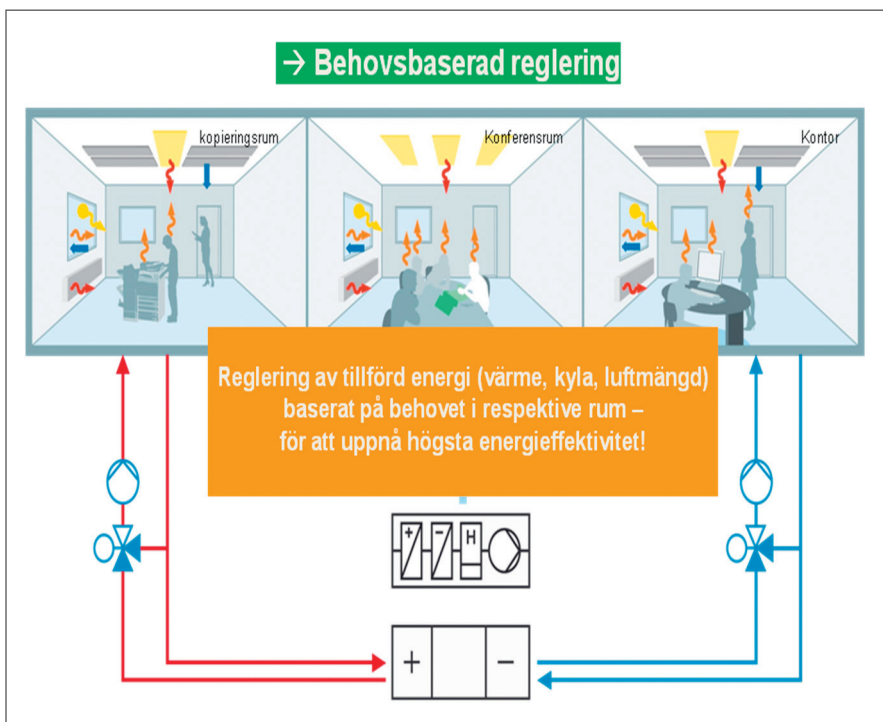 → Behovsbaserad reglering
kopieringsrum
Konferensrum
Kontor
Reglering av tillförd energi (värme, kyla, luftmängd)
baserat på behovet i respektive rum –
för att uppnå högsta energieffektivitet!
+ − H
+ −